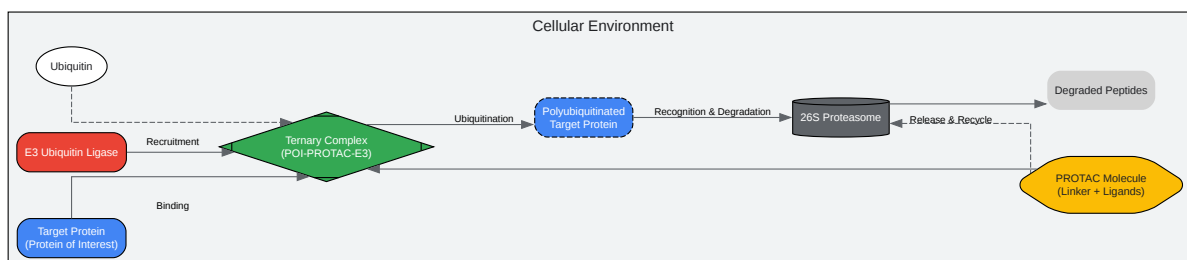 Cellular Environment
Ubiquitin
E3 Ubiquitin Ligase
Recruitment
Target Protein
(Protein of Interest)
Binding
Ternary Complex
(POI-PROTAC-E3)
Ubiquitination
Polyubiquitinated
Target Protein
Recognition & Degradation
26S Proteasome
Degraded Peptides
Release & Recycle
PROTAC Molecule
(Linker + Ligands)